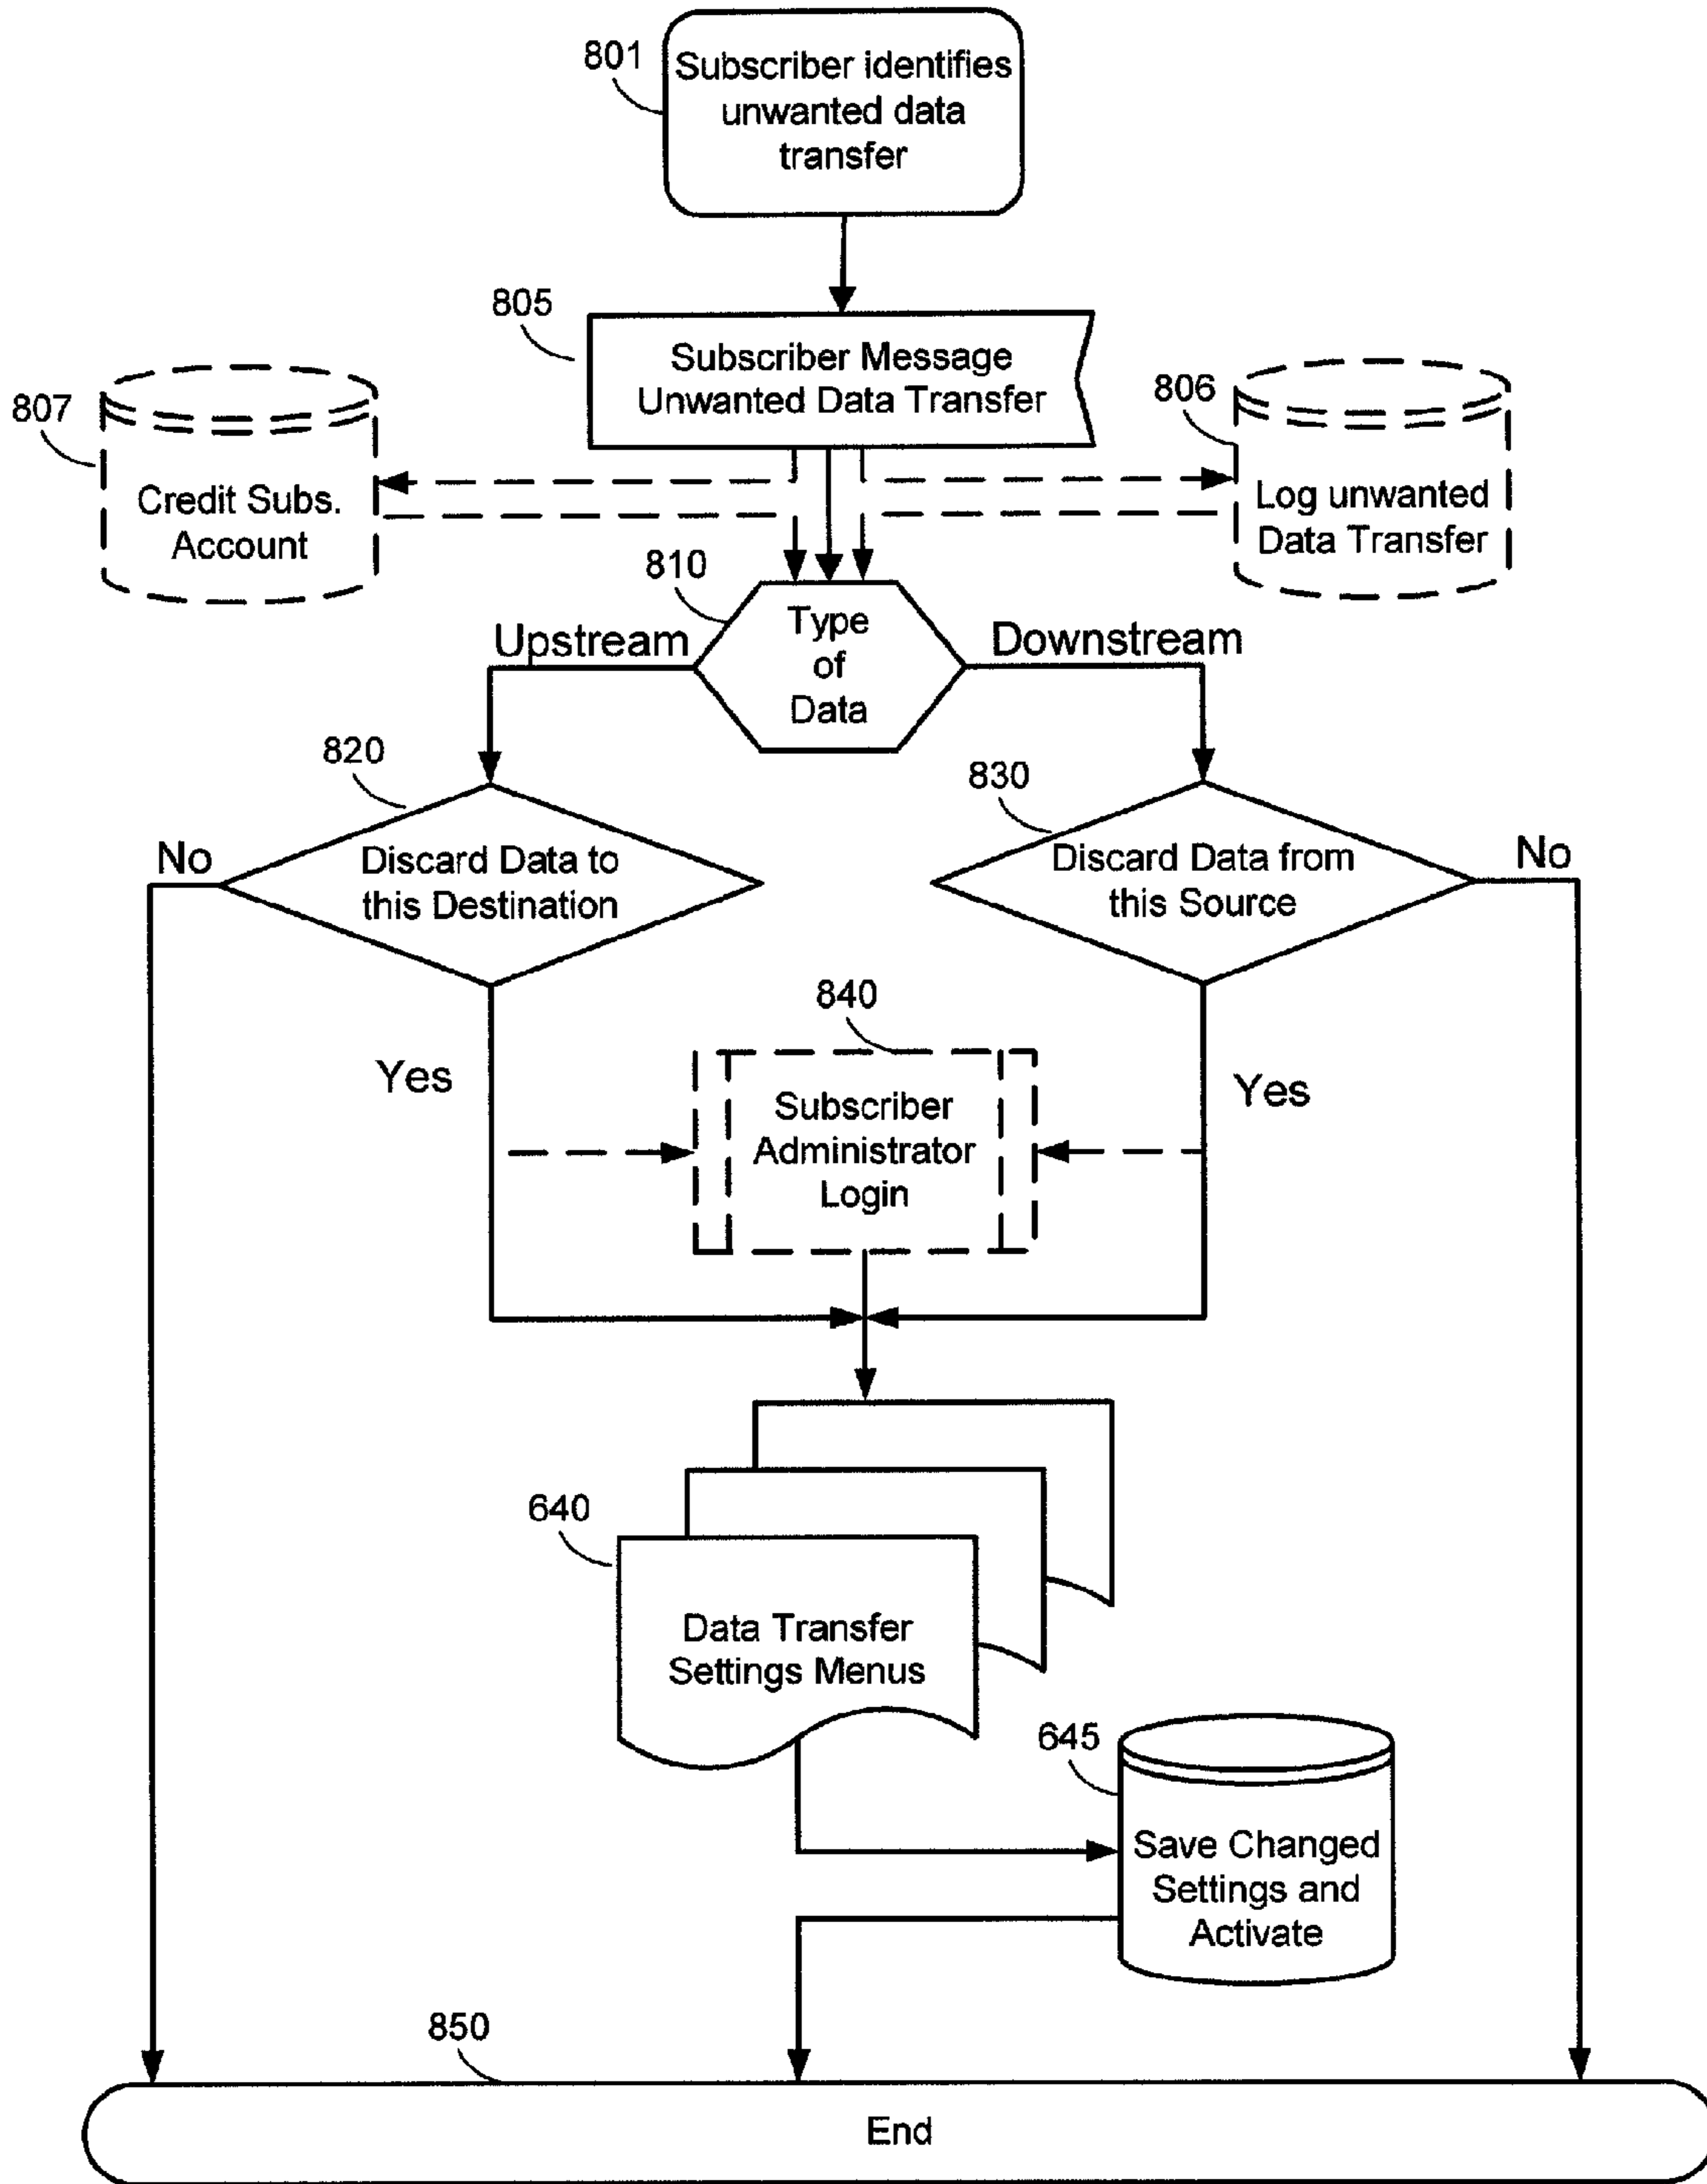 801
Subscriber identifies
unwanted data
transfer
805
Subscriber Message
Unwanted Data Transfer
807
Credit Subs.
Account
806
Log unwanted
Data Transfer
810
Type
of
Data
Upstream
Downstream
820
Discard Data to
this Destination
No
Yes
830
Discard Data from
this Source
No
Yes
840
Subscriber
Administrator
Login
640
Data Transfer
Settings Menus
645
Save Changed
Settings and
Activate
850
End